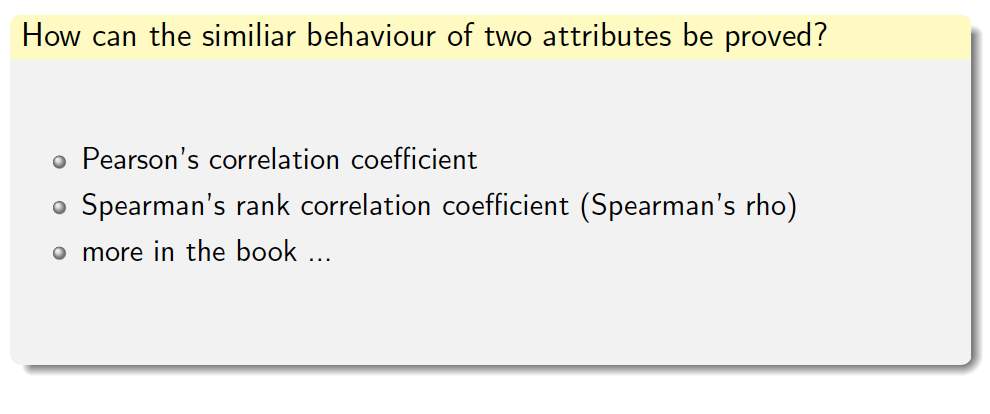 How can the similiar behaviour of two attributes be proved?
Pearson's correlation coefficient
Spearman's rank correlation coefficient (Spearman's rho)
more in the book ...